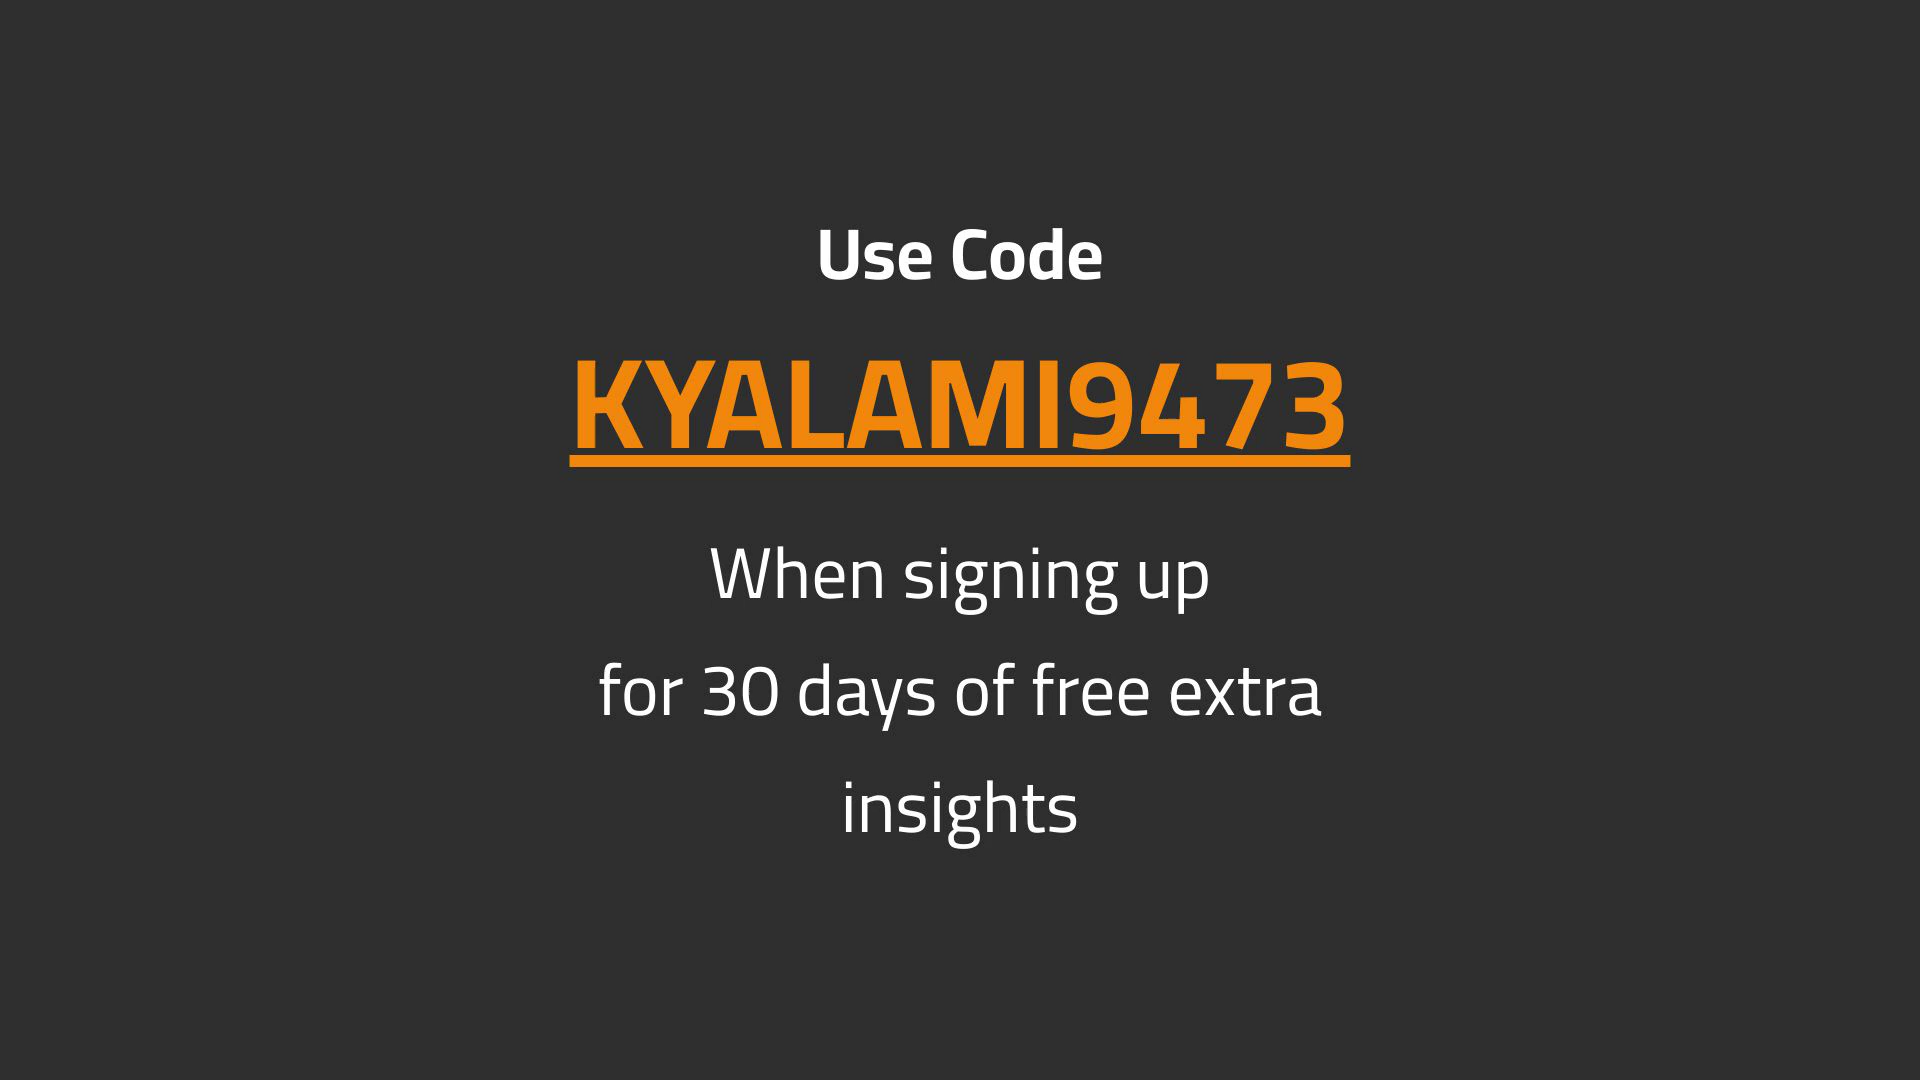 Use Code
KYALAMI9473
When signing up
for 30 days of free extra
insights